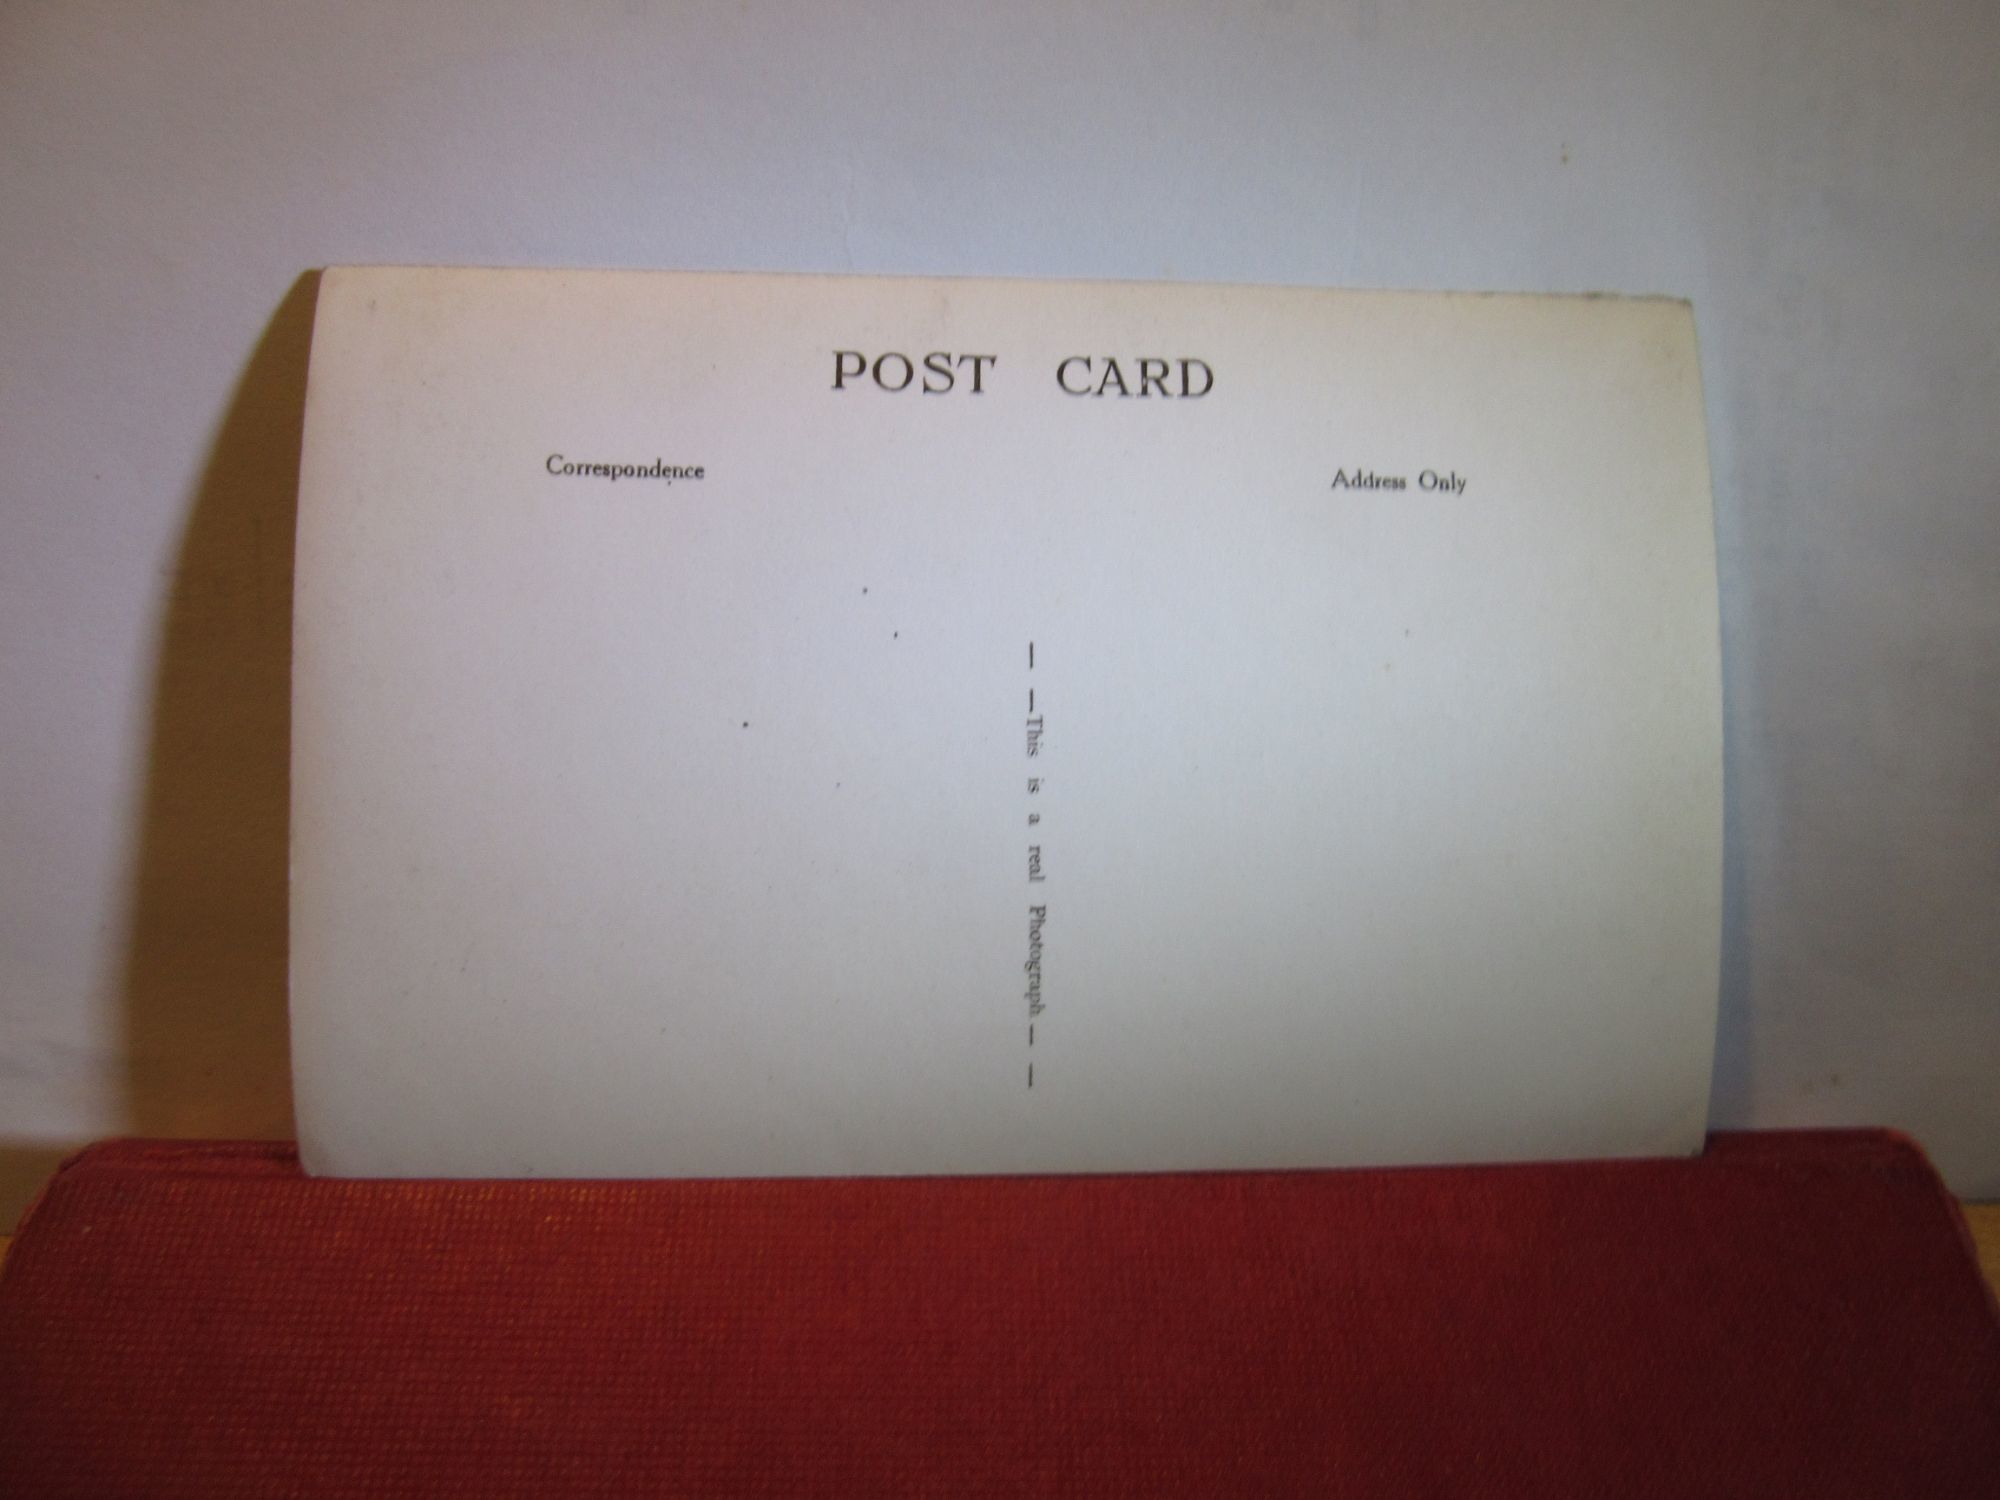 POST CARD
Correspondence
Address Only
— —This is a real Photograph— —